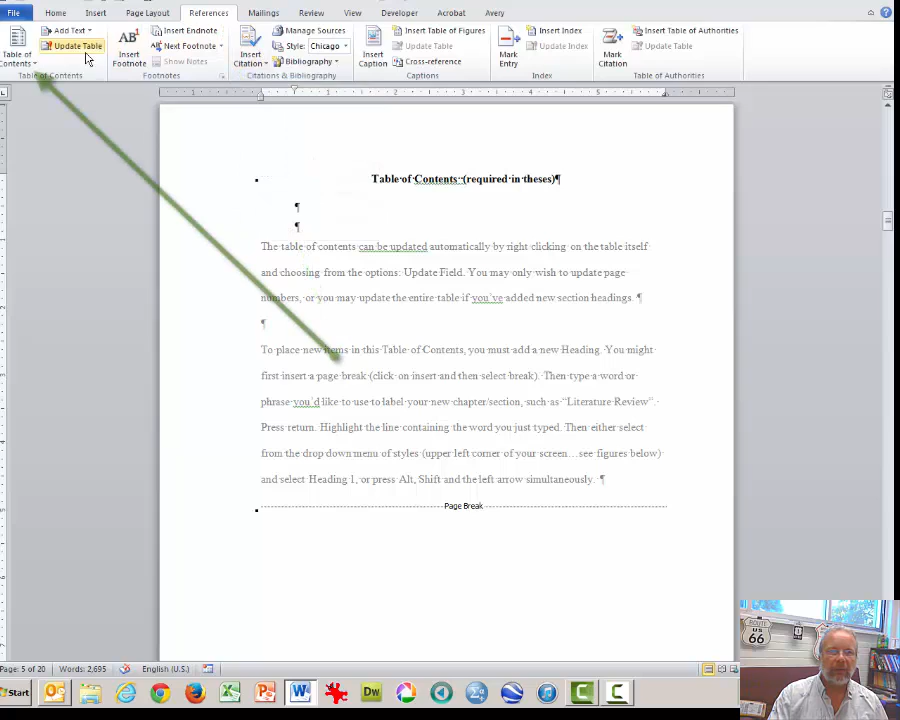 File Home Insert Page Layout References Mailings Review View Developer Acrobat Avery
Add Text Insert Endnote Manage Sources Insert Table of Figures Insert Index Insert Table of Authorities
Update Table Next Footnote Style: Chicago Update Table Update Index Update Table
Table of Contents Insert Footnote Show Notes Insert Citation Bibliography Insert Caption Cross-reference Mark Entry Mark Citation
Table of Contents Footnotes Citations & Bibliography Captions Index Table of Authorities
Table of Contents (required in theses)¶
¶
¶
The table of contents can be updated automatically by right clicking on the table itself
and choosing from the options: Update Field. You may only wish to update page
numbers, or you may update the entire table if you've added new section headings. ¶
¶
To place new items in this Table of Contents, you must add a new Heading. You might
first insert a page break (click on insert and then select break). Then type a word or
phrase you'd like to use to label your new chapter/section, such as “Literature Review”.
Press return. Highlight the line containing the word you just typed. Then either select
from the drop down menu of styles (upper left corner of your screen…see figures below)
and select Heading 1, or press Alt, Shift and the left arrow simultaneously. ¶
Page Break
ROUTE
US
66
Page: 5 of 20 Words: 2,695 English (U.S.)
Start